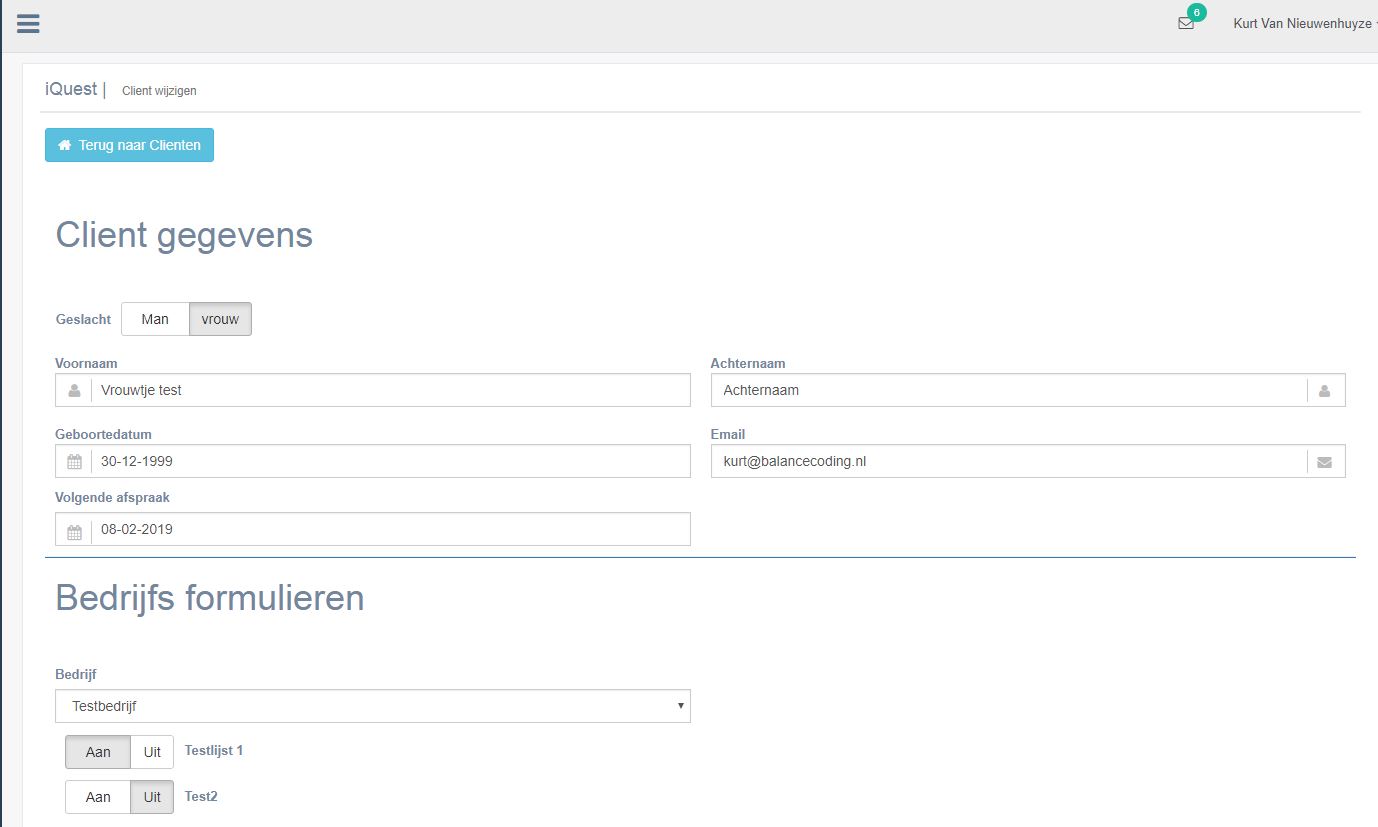 6
Kurt Van Nieuwenhuyze
iQuest | Client wijzigen
Terug naar Clienten
Client gegevens
Geslacht Man vrouw
Voornaam Achternaam
Vrouwtje test Achternaam
Geboortedatum Email
30-12-1999 kurt@balancecoding.nl
Volgende afspraak
08-02-2019
Bedrijfs formulieren
Bedrijf
Testbedrijf
Aan Uit Testlijst 1
Aan Uit Test2